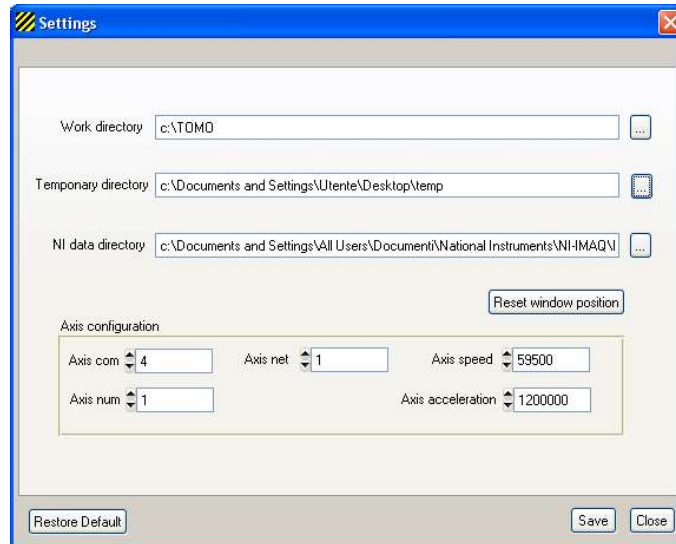 Settings
Work directory c:\TOMO ...
Temponary directory c:\Documents and Settings\Utente\Desktop\temp ...
NI data directory c:\Documents and Settings\All Users\Documenti\National Instruments\NI-IMAQ\I ...
Reset window position
Axis configuration
Axis com 4 Axis net 1 Axis speed 59500
Axis num 1 Axis acceleration 1200000
Restore Default Save Close